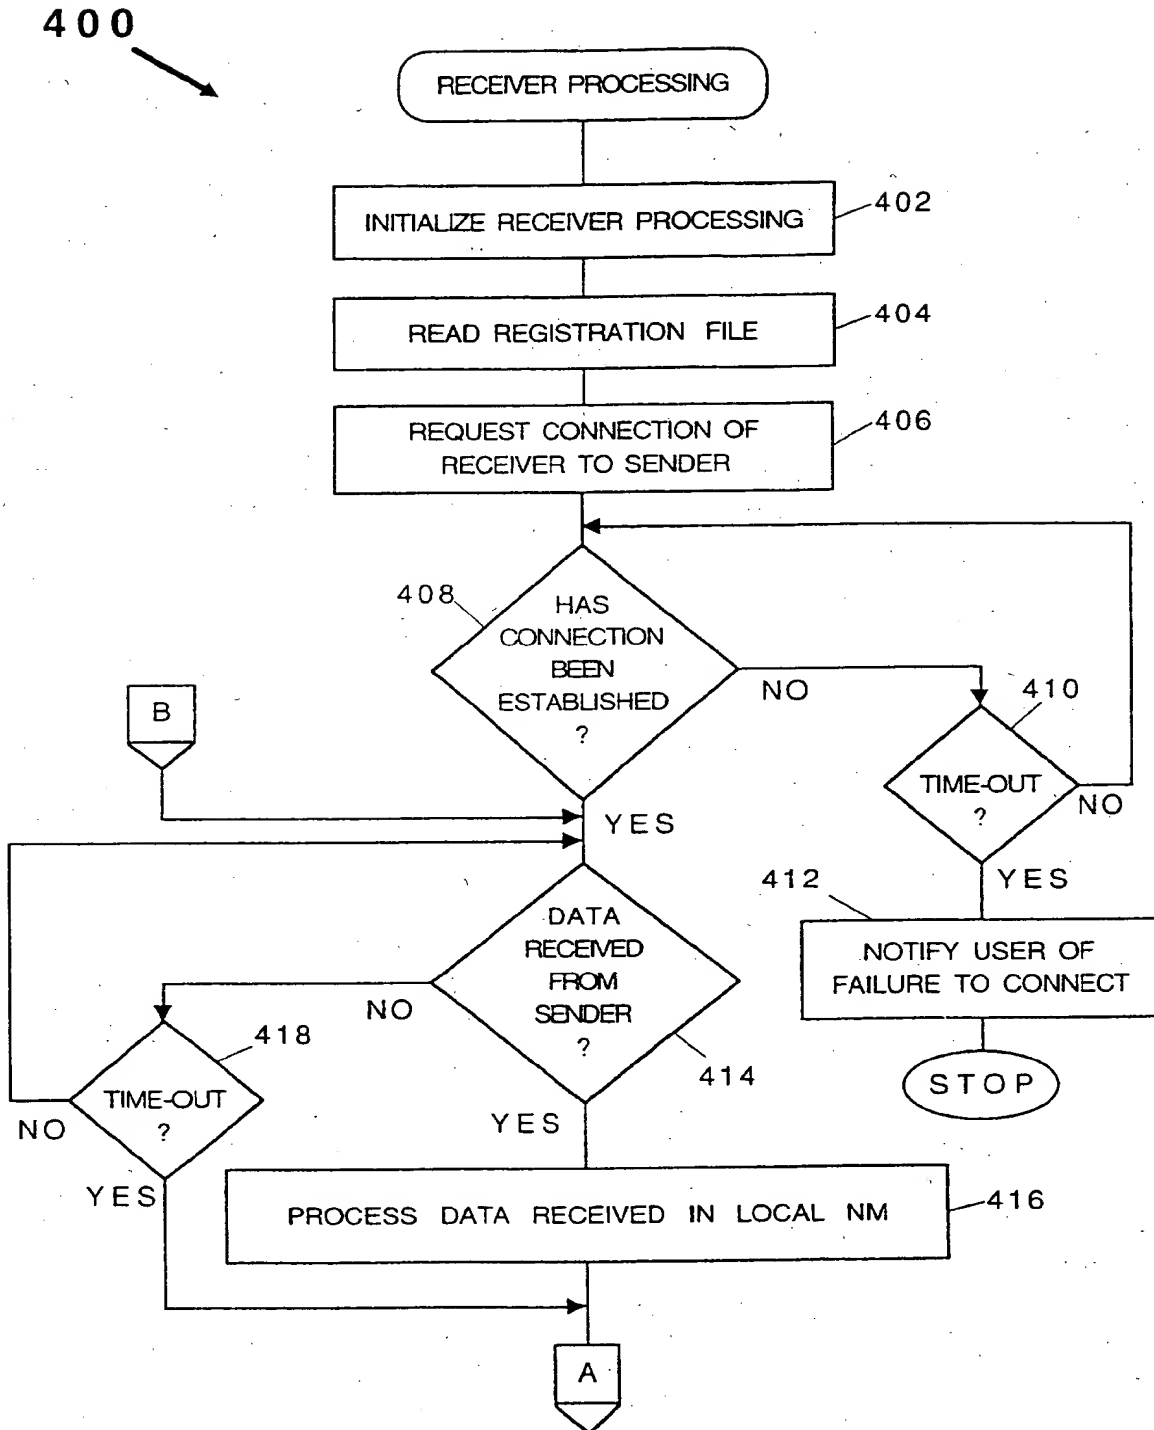 400
RECEIVER PROCESSING
INITIALIZE RECEIVER PROCESSING
402
READ REGISTRATION FILE
404
REQUEST CONNECTION OF
RECEIVER TO SENDER
406
408
HAS
CONNECTION
BEEN
ESTABLISHED
?
NO
410
B
TIME-OUT
?
NO
YES
YES
412
NOTIFY USER OF
FAILURE TO CONNECT
STOP
DATA
RECEIVED
FROM
SENDER
?
NO
414
418
TIME-OUT
?
NO
YES
YES
PROCESS DATA RECEIVED IN LOCAL NM
416
A